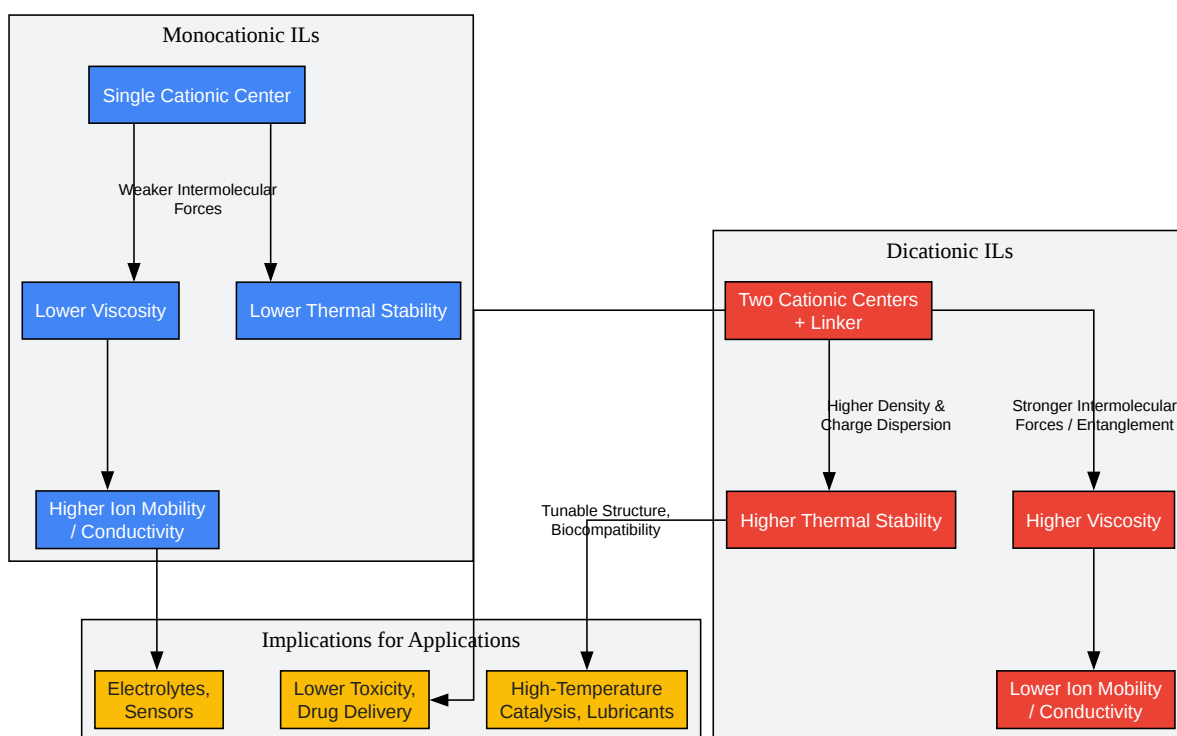 Monocationic ILs
Single Cationic Center
Weaker Intermolecular
Forces
Lower Viscosity
Lower Thermal Stability
Higher Ion Mobility
/ Conductivity
Dicationic ILs
Two Cationic Centers
+ Linker
Higher Density &
Charge Dispersion
Stronger Intermolecular
Forces / Entanglement
Tunable Structure,
Biocompatibility
Higher Thermal Stability
Higher Viscosity
Lower Ion Mobility
/ Conductivity
Implications for Applications
Electrolytes,
Sensors
Lower Toxicity,
Drug Delivery
High-Temperature
Catalysis, Lubricants